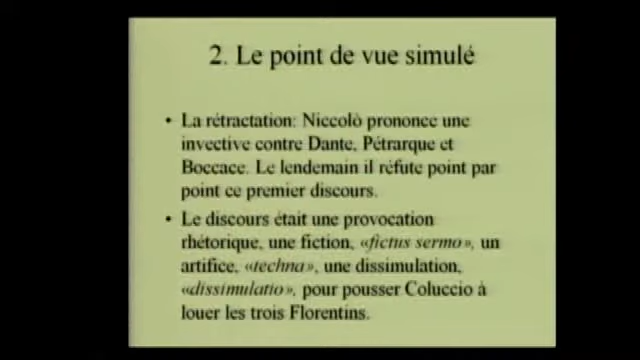 2. Le point de vue simulé
• La rétractation: Niccolò prononce une
invective contre Dante, Pétrarque et
Boccace. Le lendemain il réfute point par
point ce premier discours.
• Le discours était une provocation
rhétorique, une fiction, «fictus sermo», un
artifice, «techna», une dissimulation,
«dissimulatio», pour pousser Coluccio à
louer les trois Florentins.